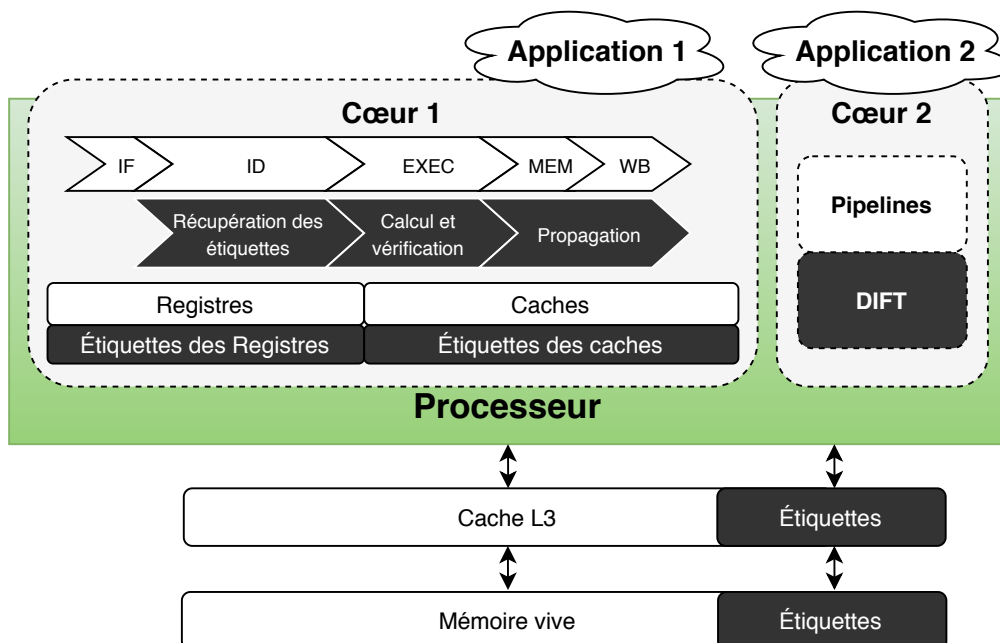 Application 1
Application 2
Cœur 1
Cœur 2
IF
ID
EXEC
MEM
WB
Récupération des
étiquettes
Calcul et
vérification
Propagation
Pipelines
DIFT
Registres
Caches
Étiquettes des Registres
Étiquettes des caches
Processeur
Cache L3
Étiquettes
Mémoire vive
Étiquettes